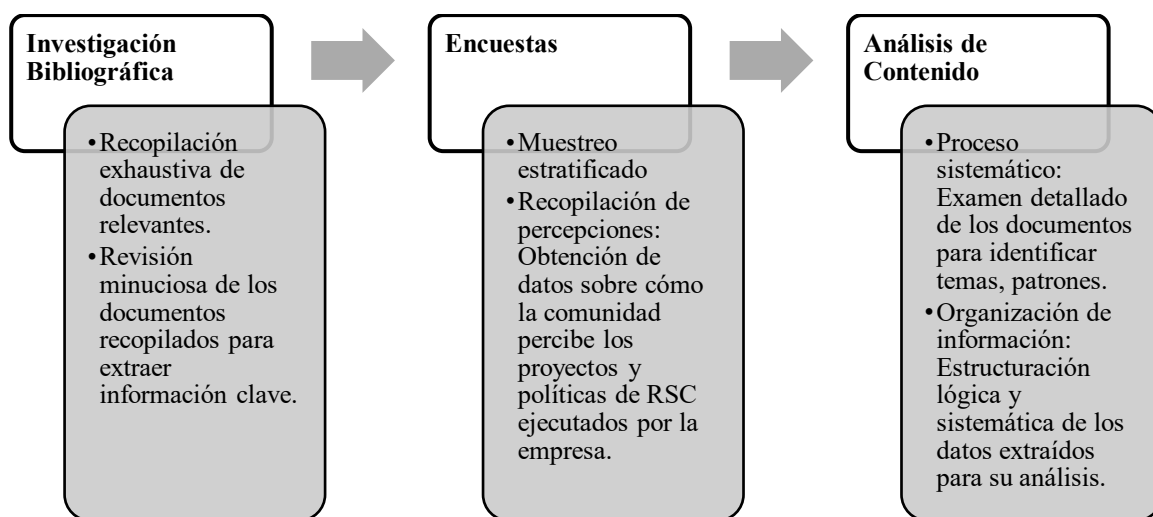 Investigación
Bibliográfica
•Recopilación
exhaustiva de
documentos
relevantes.
•Revisión
minuciosa de los
documentos
recopilados para
extraer
información clave.
Encuestas
•Muestreo
estratificado
•Recopilación de
percepciones:
Obtención de
datos sobre cómo
la comunidad
percibe los
proyectos y
políticas de RSC
ejecutados por la
empresa.
Análisis de
Contenido
•Proceso
sistemático:
Examen detallado
de los documentos
para identificar
temas, patrones.
•Organización de
información:
Estructuración
lógica y
sistemática de los
datos extraídos
para su análisis.